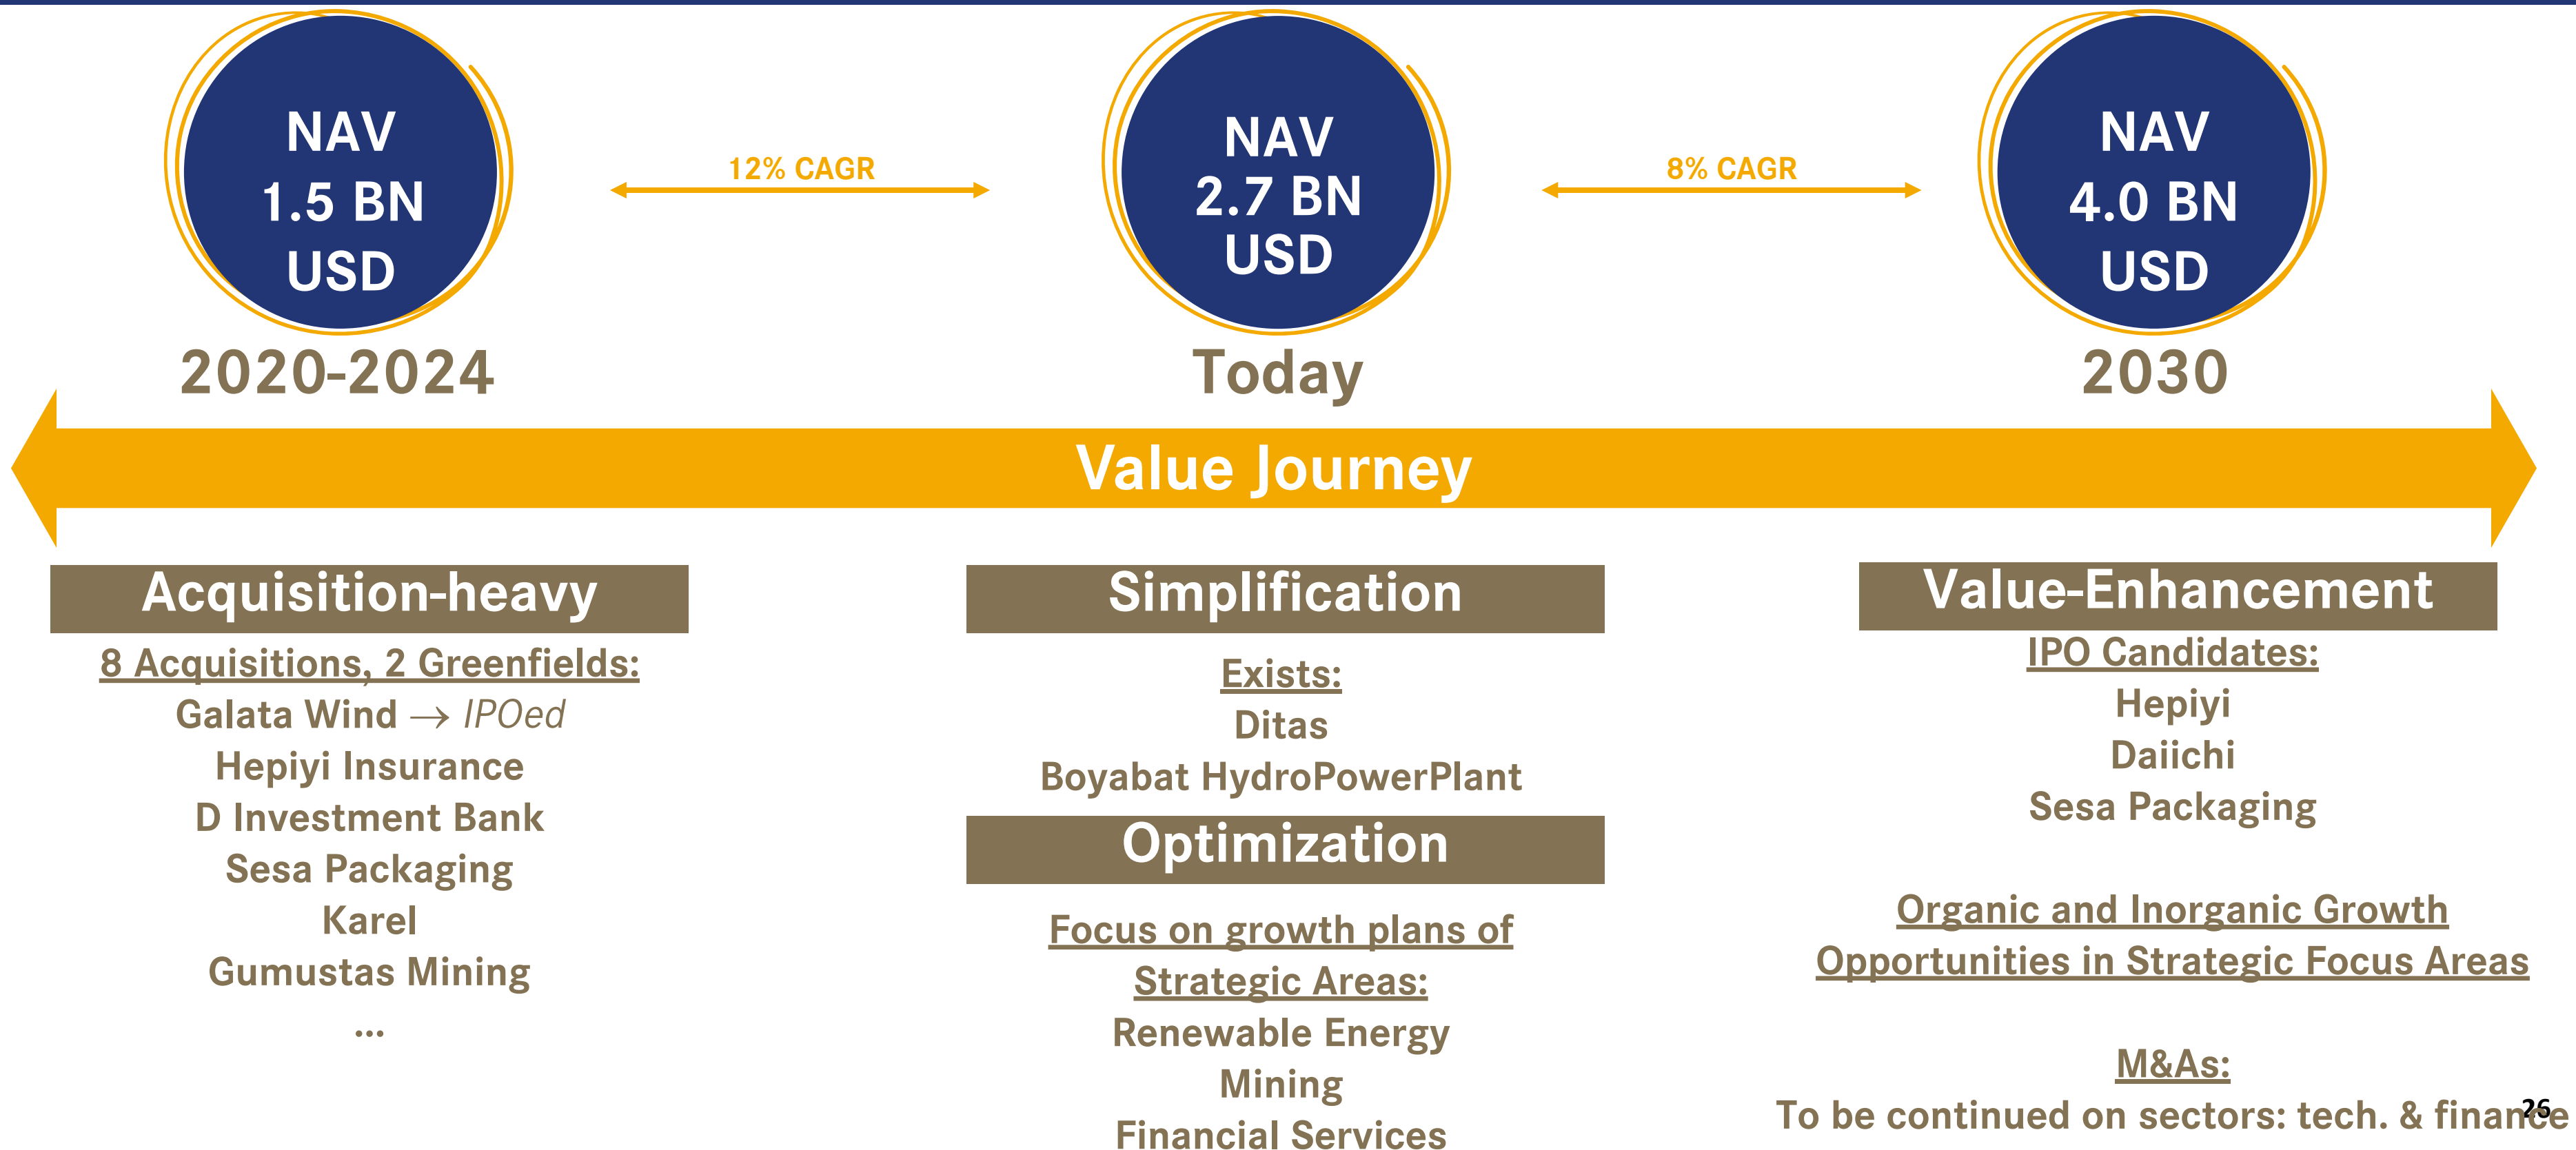 NAV
1.5 BN
USD
12% CAGR
NAV
2.7 BN
USD
8% CAGR
NAV
4.0 BN
USD
2020-2024
Today
2030
Value Journey
Acquisition-heavy
8 Acquisitions, 2 Greenfields:
Galata Wind → IPOed
Hepiyi Insurance
D Investment Bank
Sesa Packaging
Karel
Gumustas Mining
...
Simplification
Exists:
Ditas
Boyabat HydroPowerPlant
Optimization
Focus on growth plans of
Strategic Areas:
Renewable Energy
Mining
Financial Services
Value-Enhancement
IPO Candidates:
Hepiyi
Daiichi
Sesa Packaging
Organic and Inorganic Growth
Opportunities in Strategic Focus Areas
M&As:
To be continued on sectors: tech. & finance
26